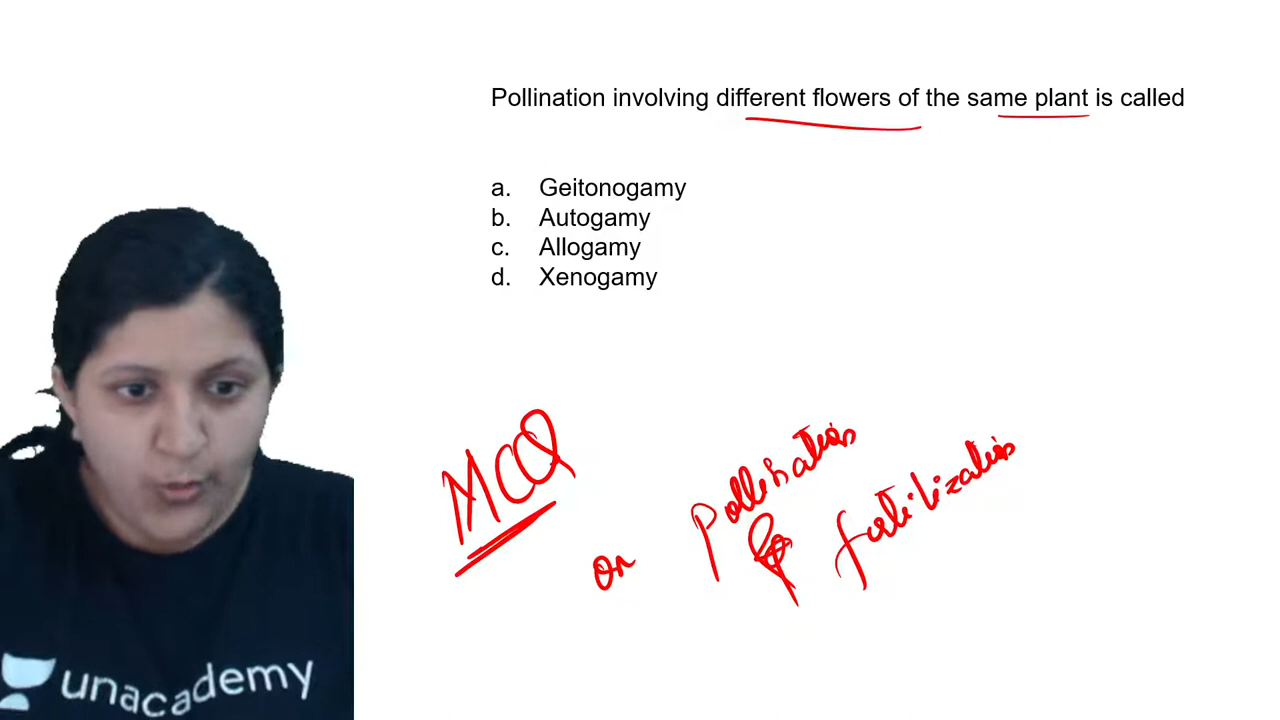 Pollination involving different flowers of the same plant is called
a. Geitonogamy
b. Autogamy
c. Allogamy
d. Xenogamy
MCQ
on Pollination
& fertilization
unacademy